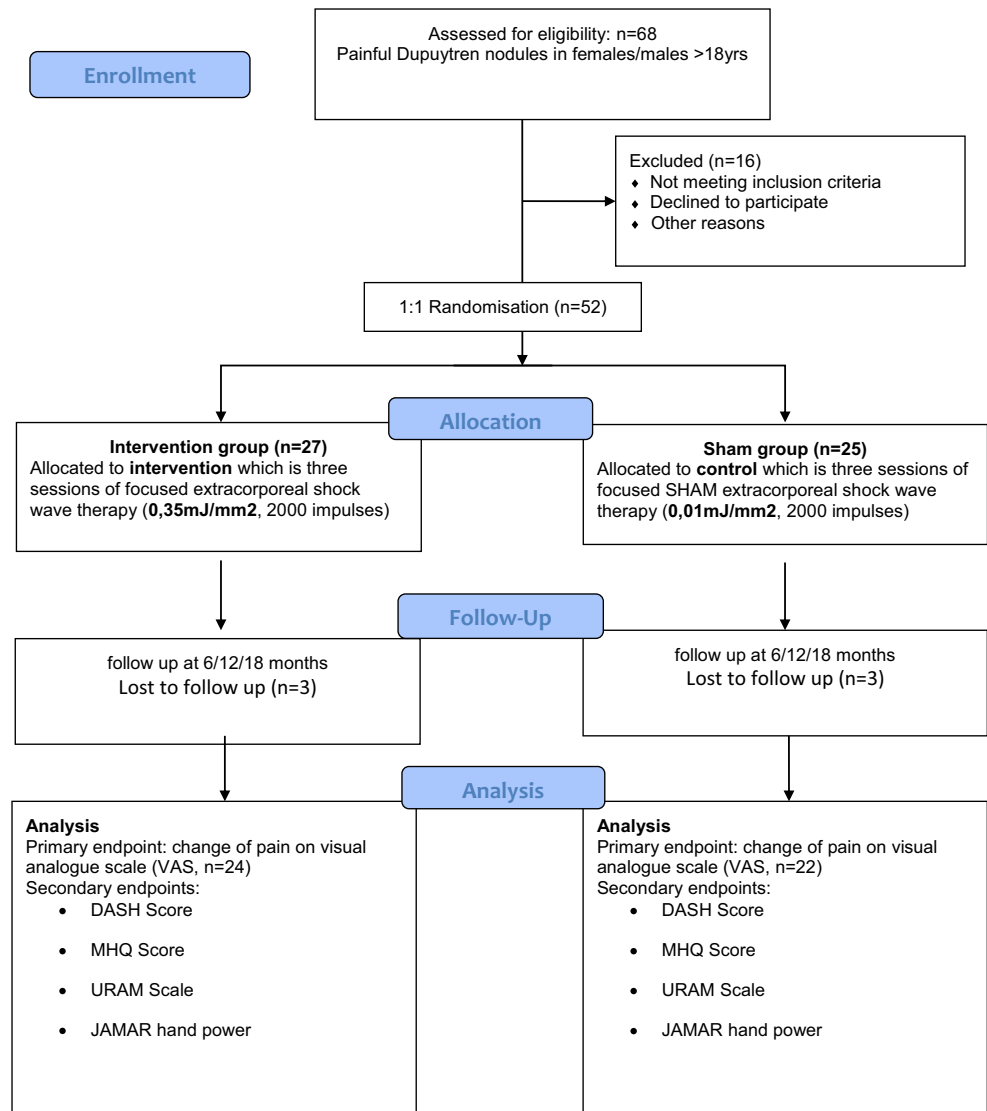 Assessed for eligibility: n=68
Painful Dupuytren nodules in females/males >18yrs
Enrollment
Excluded (n=16)
♦ Not meeting inclusion criteria
♦ Declined to participate
♦ Other reasons
1:1 Randomisation (n=52)
Allocation
Intervention group (n=27)
Allocated to intervention which is three
sessions of focused extracorporeal shock
wave therapy (0,35mJ/mm2, 2000 impulses)
Sham group (n=25)
Allocated to control which is three sessions of
focused SHAM extracorporeal shock wave
therapy (0,01mJ/mm2, 2000 impulses)
Follow-Up
follow up at 6/12/18 months
Lost to follow up (n=3)
follow up at 6/12/18 months
Lost to follow up (n=3)
Analysis
Analysis
Primary endpoint: change of pain on visual
analogue scale (VAS, n=24)
Secondary endpoints:
• DASH Score
• MHQ Score
• URAM Scale
• JAMAR hand power
Analysis
Primary endpoint: change of pain on visual
analogue scale (VAS, n=22)
Secondary endpoints:
• DASH Score
• MHQ Score
• URAM Scale
• JAMAR hand power